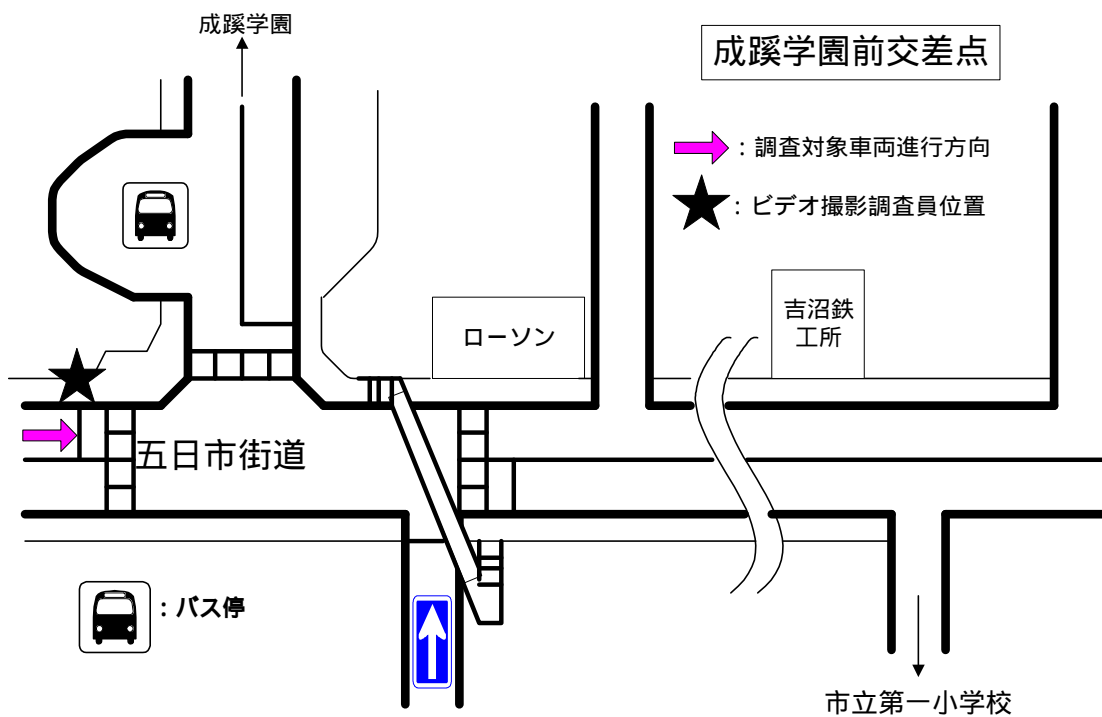 成蹊学園
成蹊学園前交差点
：調査対象車両進行方向
：ビデオ撮影調査員位置
ローソン
吉沼鉄
工所
五日市街道
：バス停
市立第一小学校